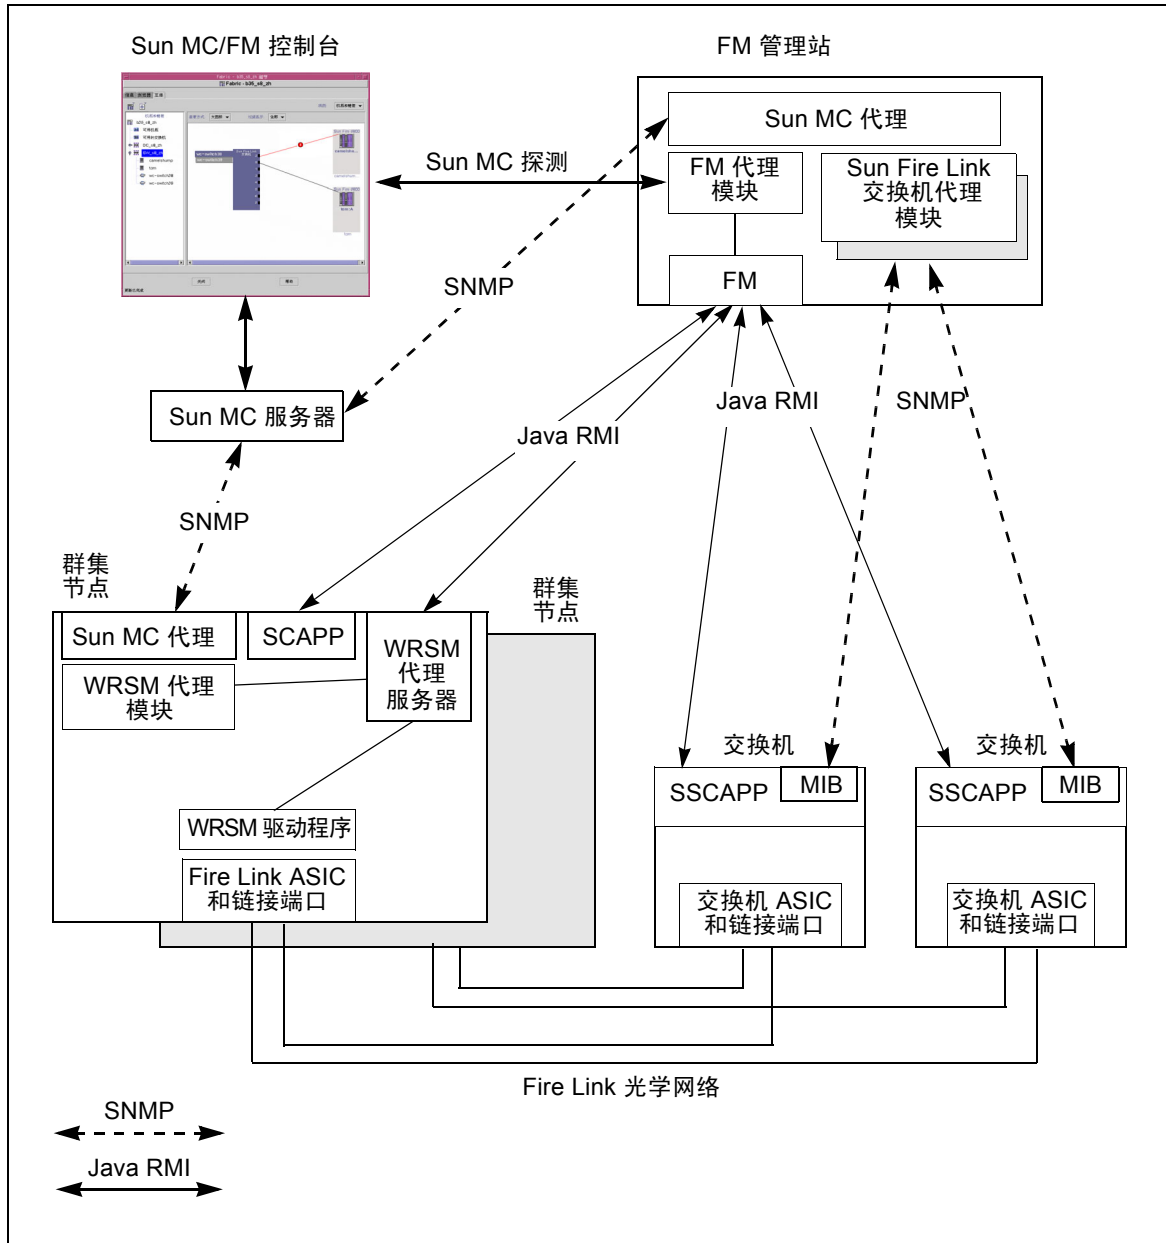 Sun MC/FM 控制台
FM 管理站
Fabric - b35_s8_zh
Sun MC 代理
Sun MC 探测
FM 代理
模块
Sun Fire Link
交换机代理
模块
FM
SNMP
Sun MC 服务器
Java RMI
Java RMI
SNMP
SNMP
群集
节点
群集
节点
Sun MC 代理
SCAPP
WRSM
代理
服务器
WRSM 代理
模块
WRSM 驱动程序
Fire Link ASIC
和链接端口
交换机
交换机
SSCAPP
MIB
SSCAPP
MIB
交换机 ASIC
和链接端口
交换机 ASIC
和链接端口
Fire Link 光学网络
SNMP
Java RMI